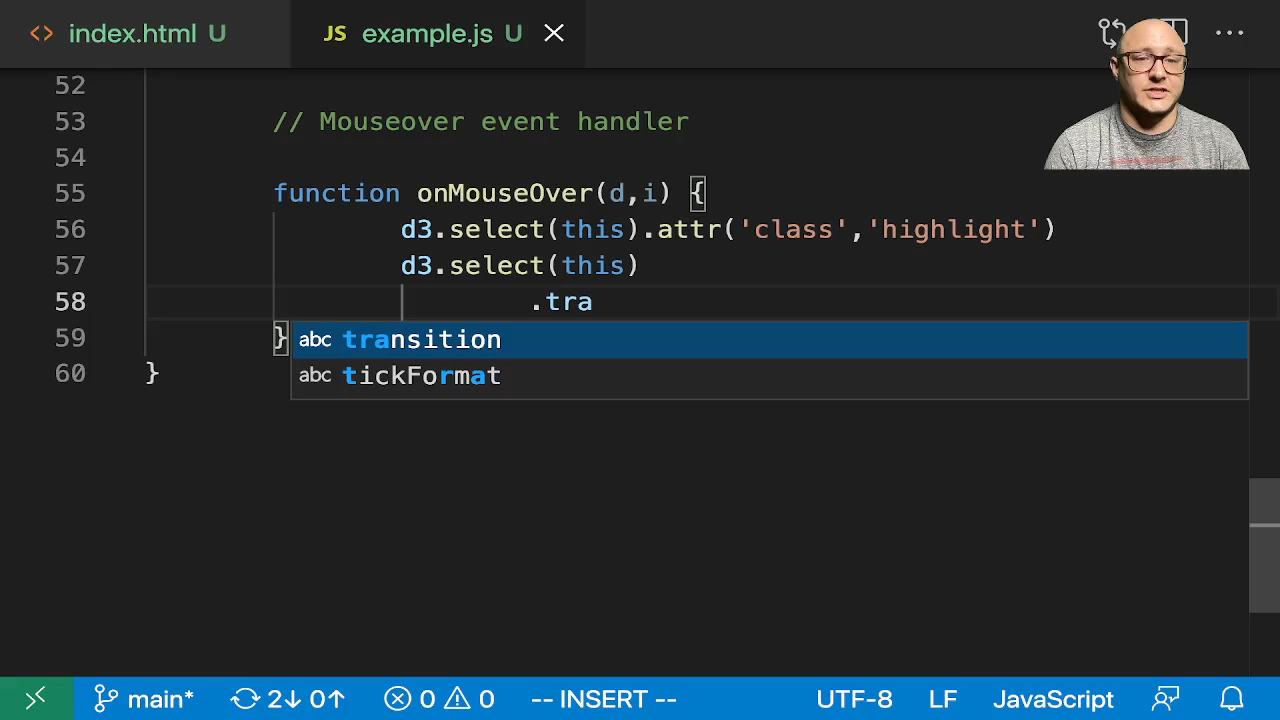 <> index.html U JS example.js U
52
53 // Mouseover event handler
54
55 function onMouseOver(d,i) {
56 d3.select(this).attr('class','highlight')
57 d3.select(this)
58 .tra
59 }
abc transition
abc tickFormat
60 }
main* 2↓ 0↑ 0 0 -- INSERT -- UTF-8 LF JavaScript